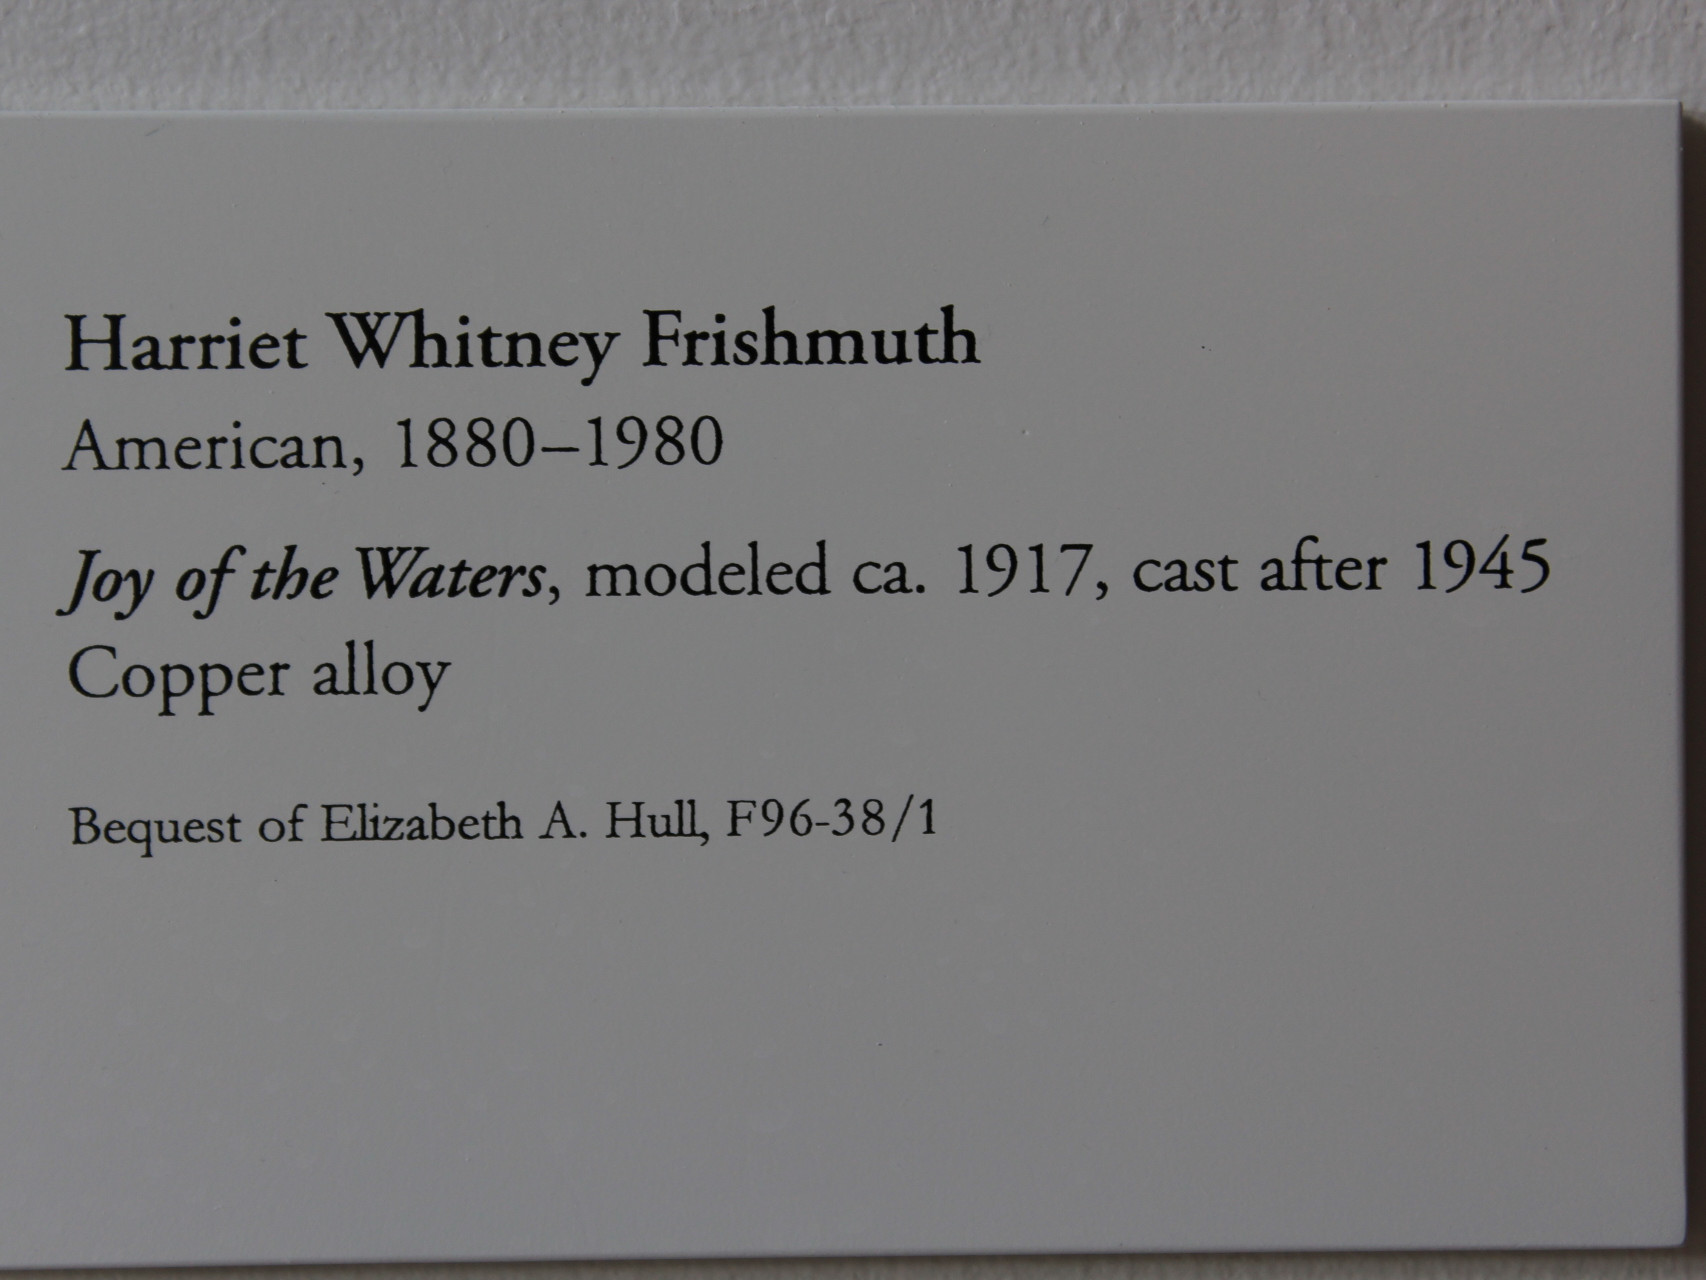 Harriet Whitney Frishmuth
American, 1880–1980
Joy of the Waters, modeled ca. 1917, cast after 1945
Copper alloy
Bequest of Elizabeth A. Hull, F96-38/1